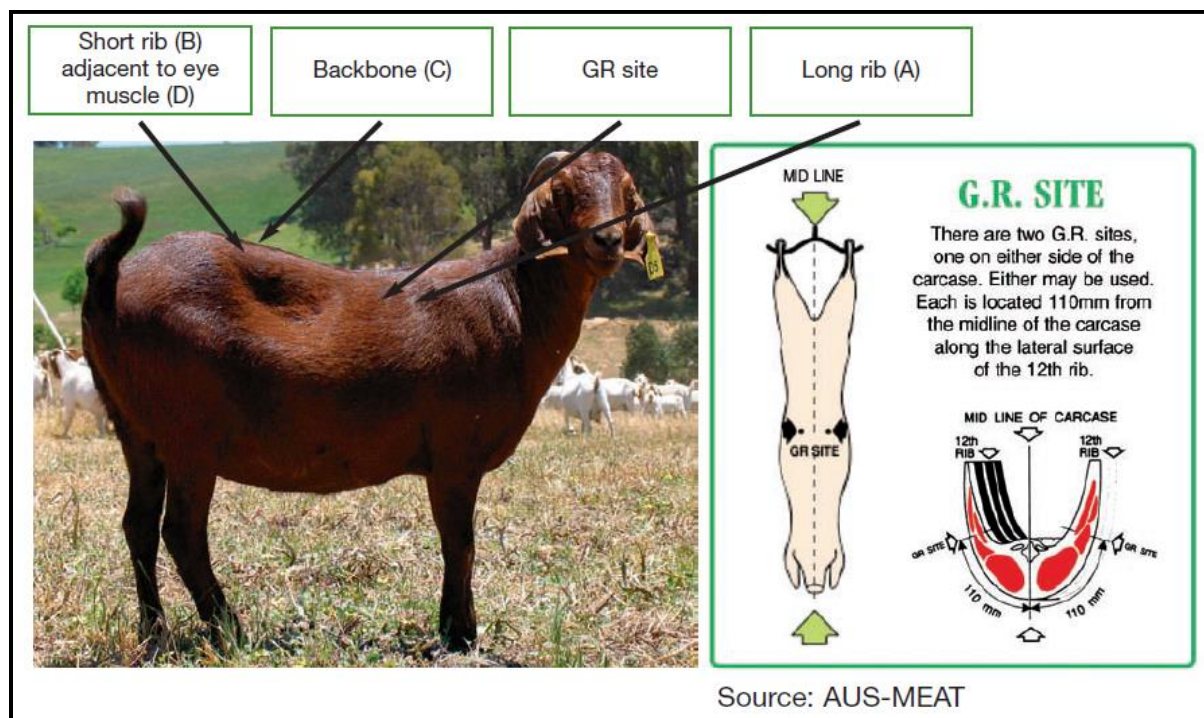 Short rib (B)
adjacent to eye
muscle (D)
Backbone (C)
GR site
Long rib (A)
D5
MID LINE
GR SITE
G.R. SITE
There are two G.R. sites,
one on either side of the
carcase. Either may be used.
Each is located 110mm from
the midline of the carcase
along the lateral surface
of the 12th rib.
MID LINE OF CARCASE
12th
RIB
12th
RIB
GR SITE
GR SITE
110 mm
110 mm
Source: AUS-MEAT